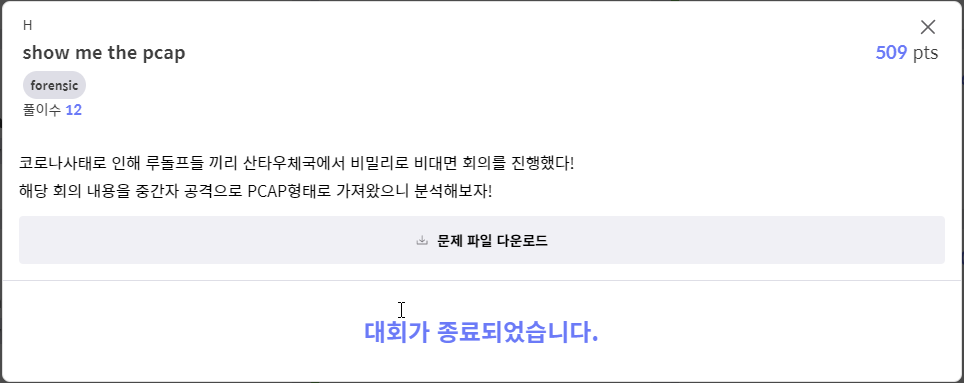 H
show me the pcap
509 pts
forensic
풀이수 12
코로나사태로 인해 루돌프들 끼리 산타우체국에서 비밀리로 비대면 회의를 진행했다!
해당 회의 내용을 중간자 공격으로 PCAP형태로 가져왔으니 분석해보자!
문제 파일 다운로드
대회가 종료되었습니다.